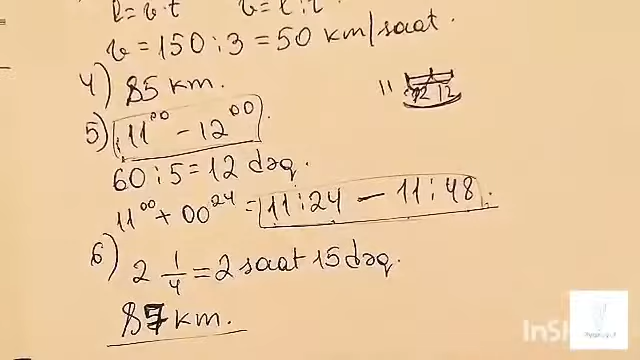 l = v · t   v = l : t
v = 150 : 3 = 50 km/saat.
4) 85 km.
5) 11⁰⁰ – 12⁰⁰.
60 : 5 = 12 dəq.
11⁰⁰ + 00²⁴ = 11:24 — 11:48.
6) 2 1/4 = 2 saat 15 dəq.
87 km.